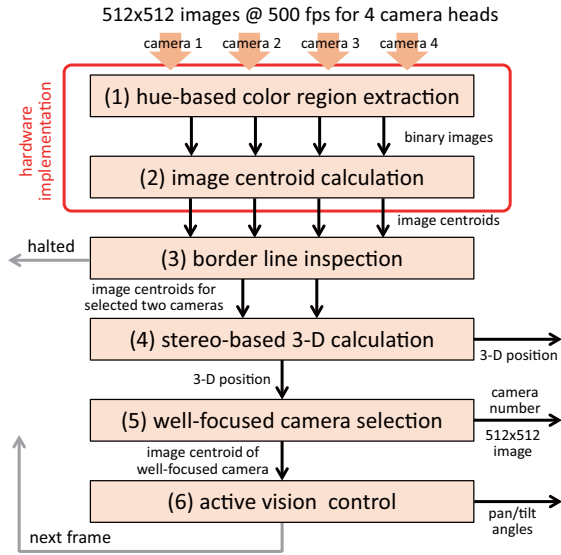 512x512 images @ 500 fps for 4 camera heads
camera 1 camera 2 camera 3 camera 4
(1) hue-based color region extraction
binary images
hardware
implementation
(2) image centroid calculation
image centroids
halted
(3) border line inspection
image centroids for
selected two cameras
(4) stereo-based 3-D calculation
3-D position
3-D position
camera
number
(5) well-focused camera selection
512x512
image
image centroid of
well-focused camera
(6) active vision control
pan/tilt
angles
next frame